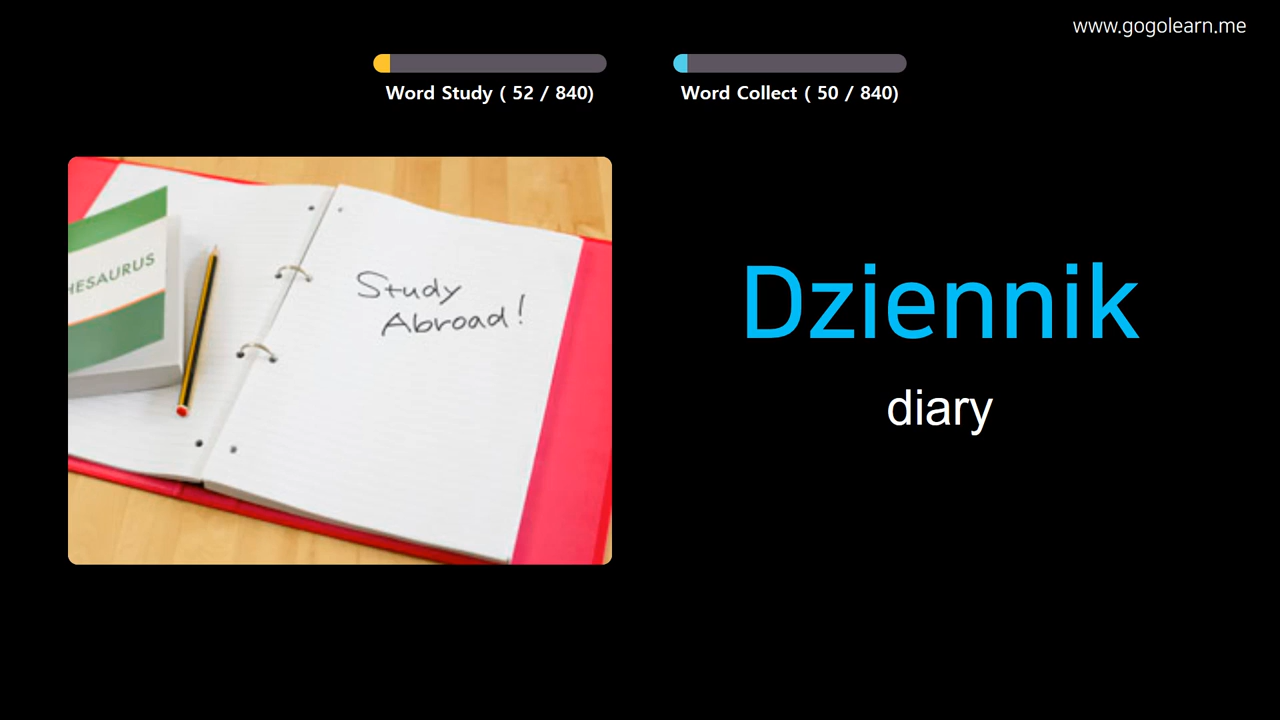 www.gogolearn.me
Word Study ( 52 / 840)
Word Collect ( 50 / 840)
HESAURUS
Study
Abroad!
Dziennik
diary